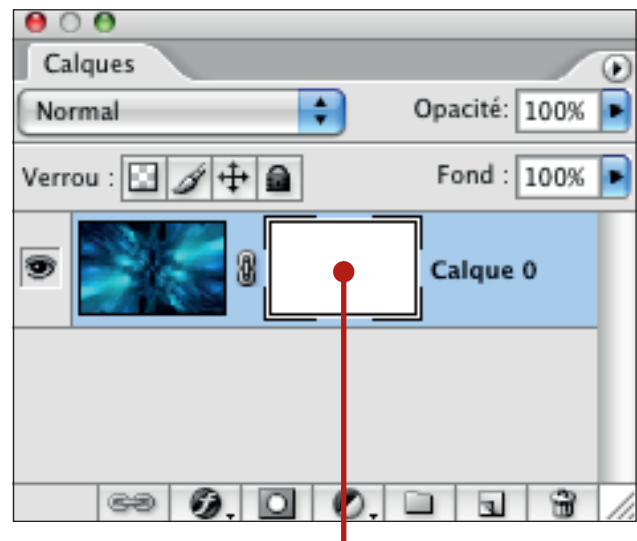 Calques
Normal Opacité: 100%
Verrou : Fond : 100%
Calque 0